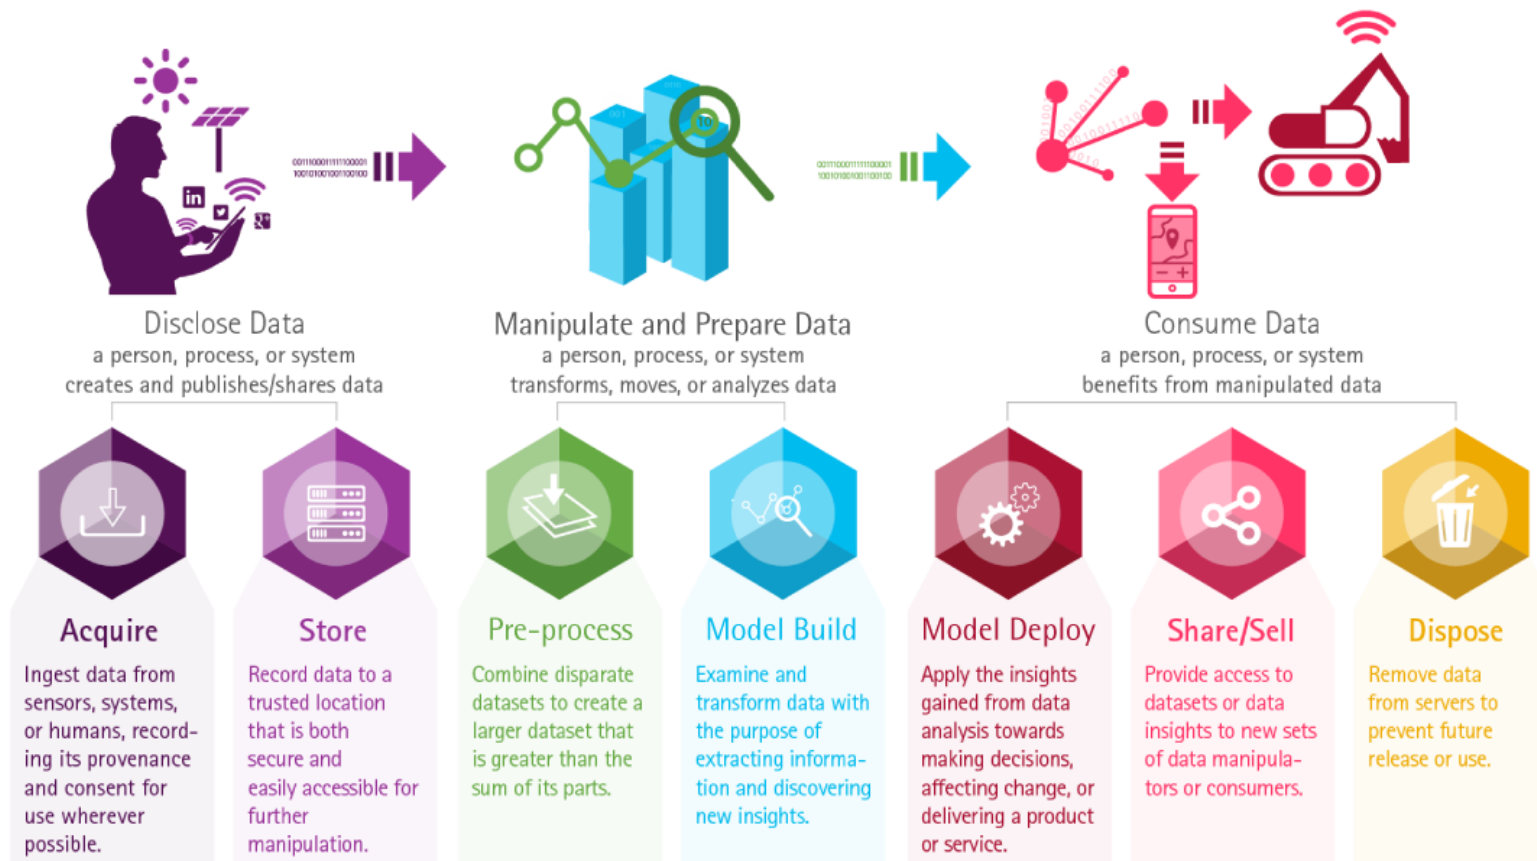 001110001111110001
100101001001100100
001110001111110001
100101001001100100
001
10
in
g+
Disclose Data
a person, process, or system
creates and publishes/shares data
Manipulate and Prepare Data
a person, process, or system
transforms, moves, or analyzes data
Consume Data
a person, process, or system
benefits from manipulated data
Acquire
Ingest data from
sensors, systems,
or humans, record-
ing its provenance
and consent for
use wherever
possible.
Store
Record data to a
trusted location
that is both
secure and
easily accessible for
further
manipulation.
Pre-process
Combine disparate
datasets to create a
larger dataset that
is greater than the
sum of its parts.
Model Build
Examine and
transform data with
the purpose of
extracting informa-
tion and discovering
new insights.
Model Deploy
Apply the insights
gained from data
analysis towards
making decisions,
affecting change, or
delivering a product
or service.
Share/Sell
Provide access to
datasets or data
insights to new sets
of data manipula-
tors or consumers.
Dispose
Remove data
from servers to
prevent future
release or use.